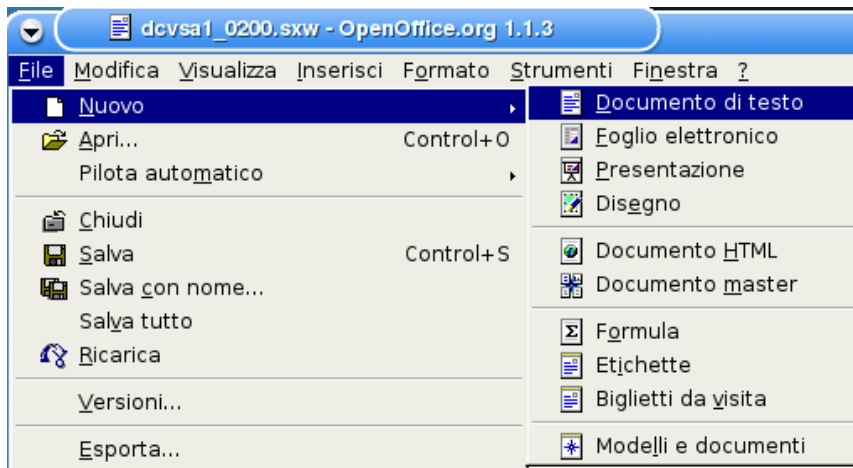 dcvsa1_0200.sxw - OpenOffice.org 1.1.3
File Modifica Visualizza Inserisci Formato Strumenti Finestra ?
Nuovo
Apri... Control+O
Pilota automatico
Chiudi
Salva Control+S
Salva con nome...
Salva tutto
Ricarica
Versioni...
Esporta...
Documento di testo
Foglio elettronico
Presentazione
Disegno
Documento HTML
Documento master
Formula
Etichette
Biglietti da visita
Modelli e documenti